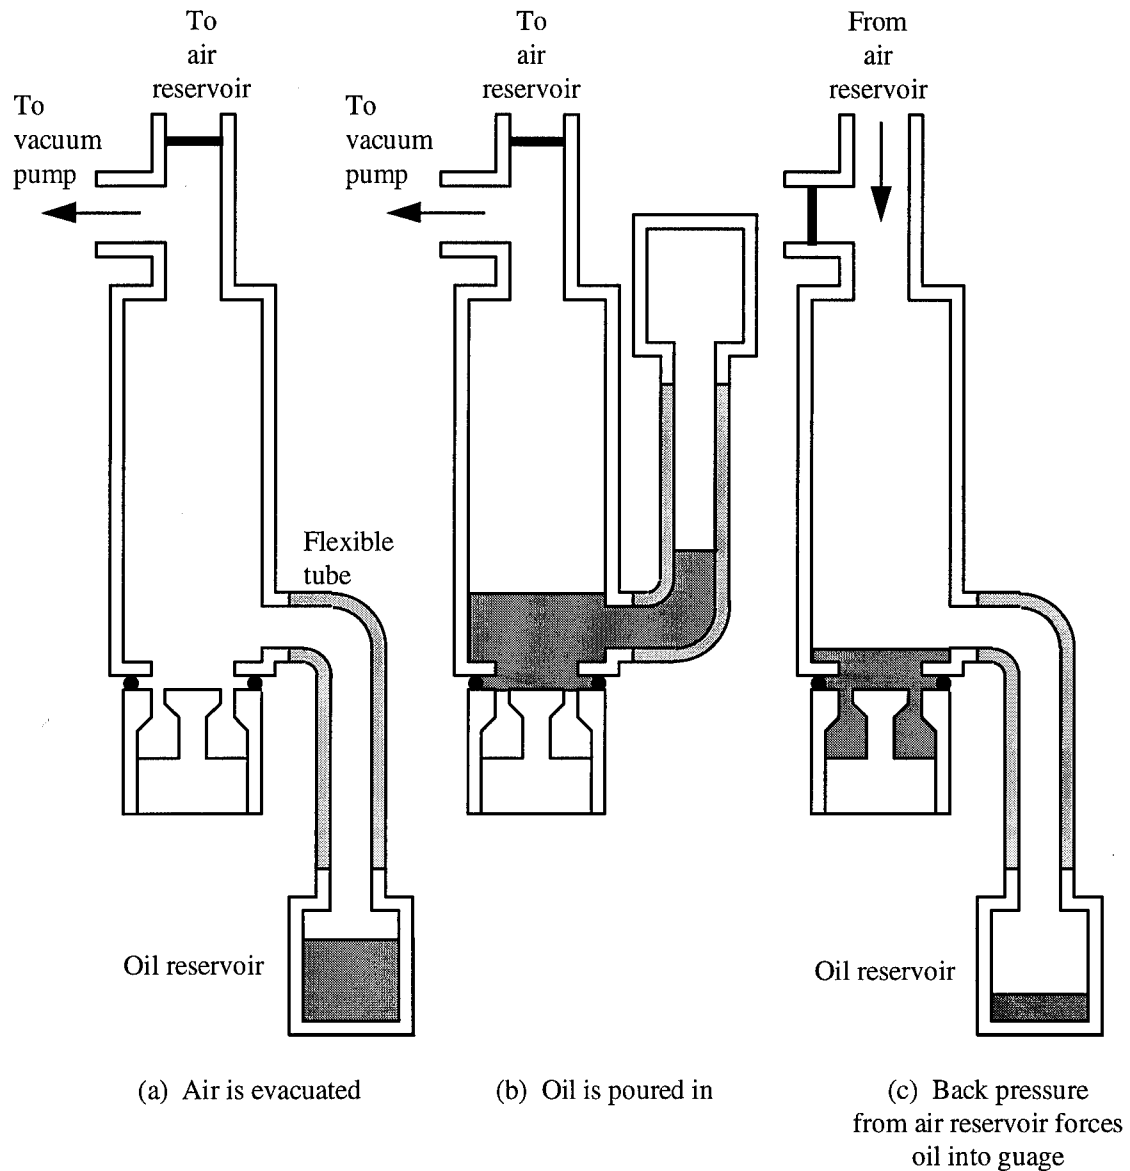 To
air
reservoir
To
vacuum
pump
To
air
reservoir
To
vacuum
pump
From
air
reservoir
Flexible
tube
Oil reservoir
Oil reservoir
(a) Air is evacuated
(b) Oil is poured in
(c) Back pressure
from air reservoir forces
oil into guage